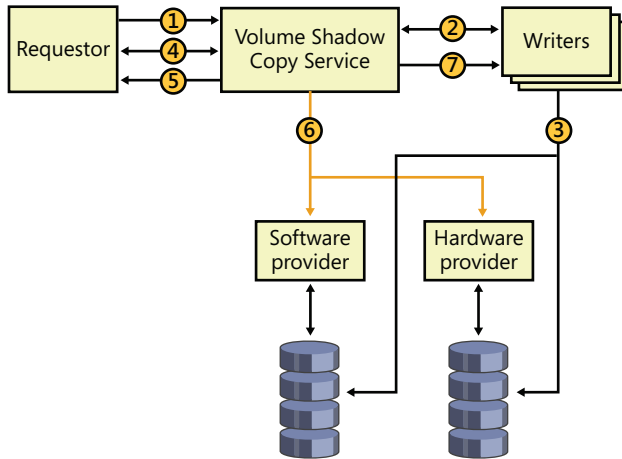 1
Requestor
4
5
Volume Shadow
Copy Service
2
7
Writers
6
3
Software
provider
Hardware
provider